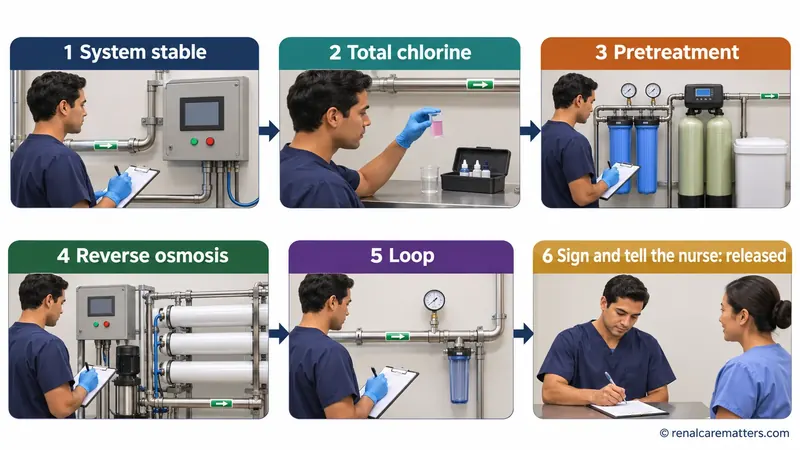 1 System stable
2 Total chlorine
3 Pretreatment
4 Reverse osmosis
5 Loop
6 Sign and tell the nurse: released
© renalcarematters.com